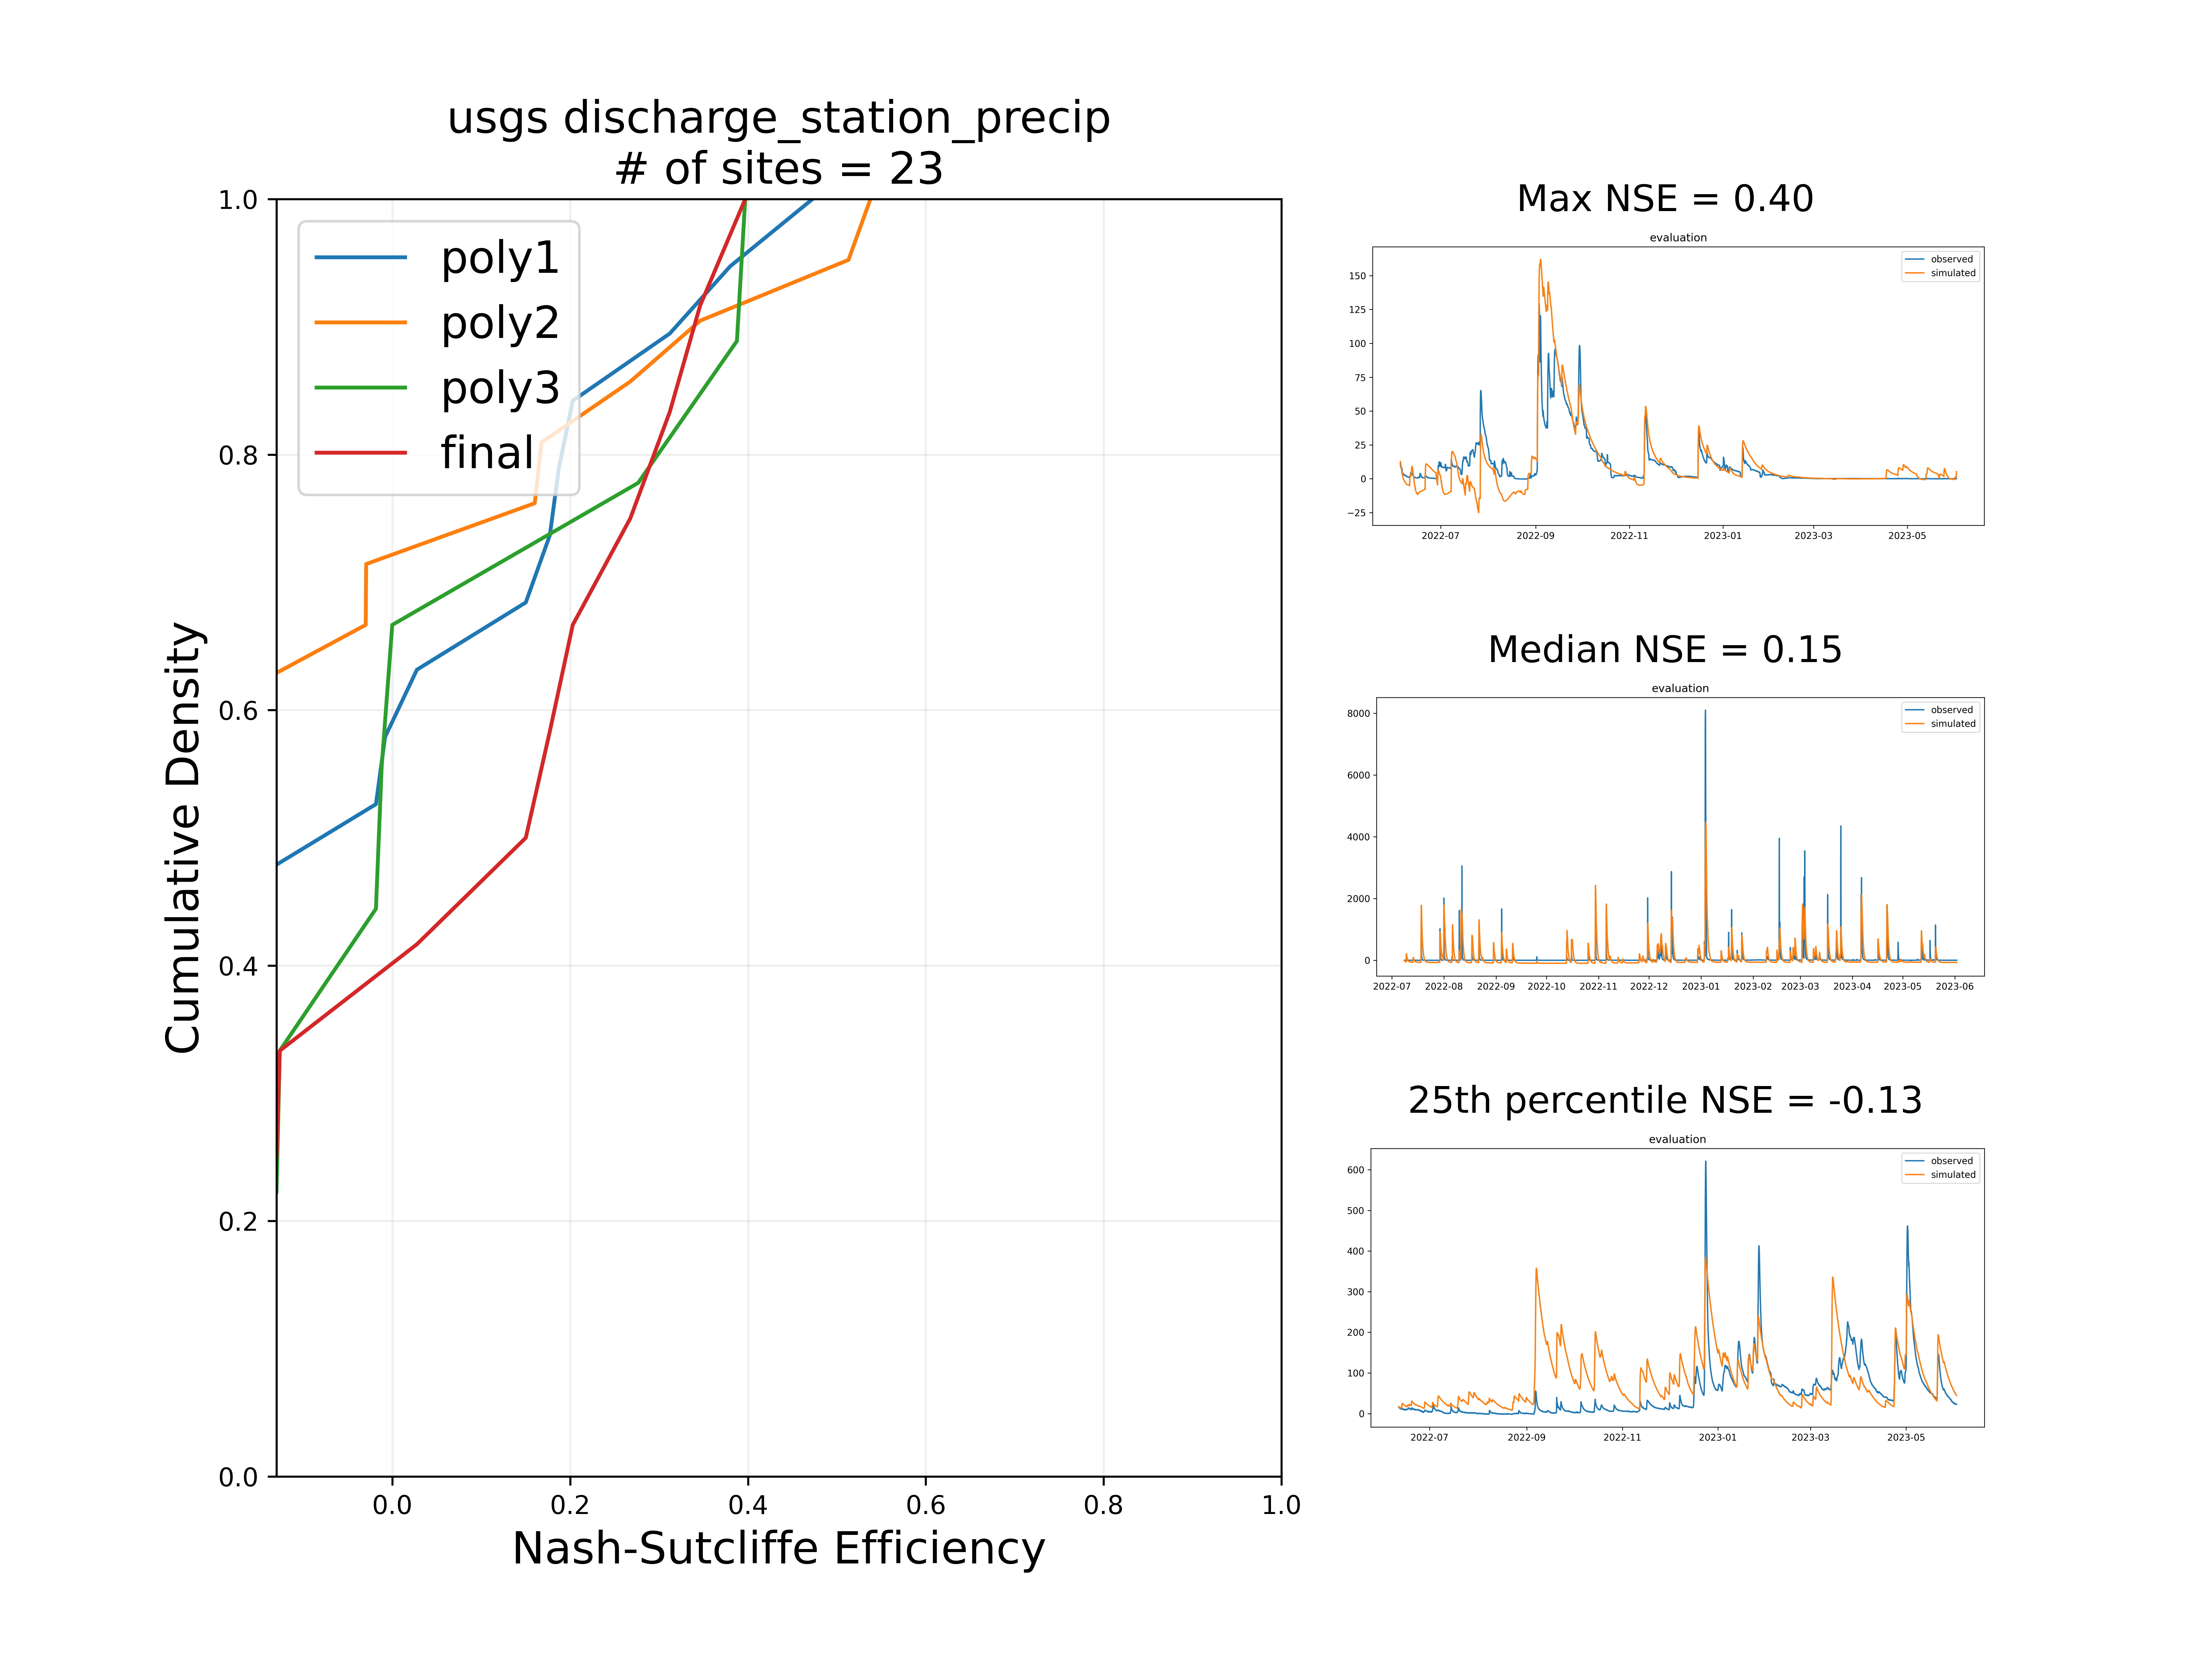 usgs discharge_station_precip
# of sites = 23
1.0
0.8
0.6
0.4
0.2
0.0
Cumulative Density
poly1
poly2
poly3
final
0.0 0.2 0.4 0.6 0.8 1.0
Nash-Sutcliffe Efficiency
Max NSE = 0.40
evaluation
observed
simulated
150
125
100
75
50
25
0
−25
2022-07 2022-09 2022-11 2023-01 2023-03 2023-05
Median NSE = 0.15
evaluation
observed
simulated
8000
6000
4000
2000
0
2022-07 2022-08 2022-09 2022-10 2022-11 2022-12 2023-01 2023-02 2023-03 2023-04 2023-05 2023-06
25th percentile NSE = -0.13
evaluation
observed
simulated
600
500
400
300
200
100
0
2022-07 2022-09 2022-11 2023-01 2023-03 2023-05